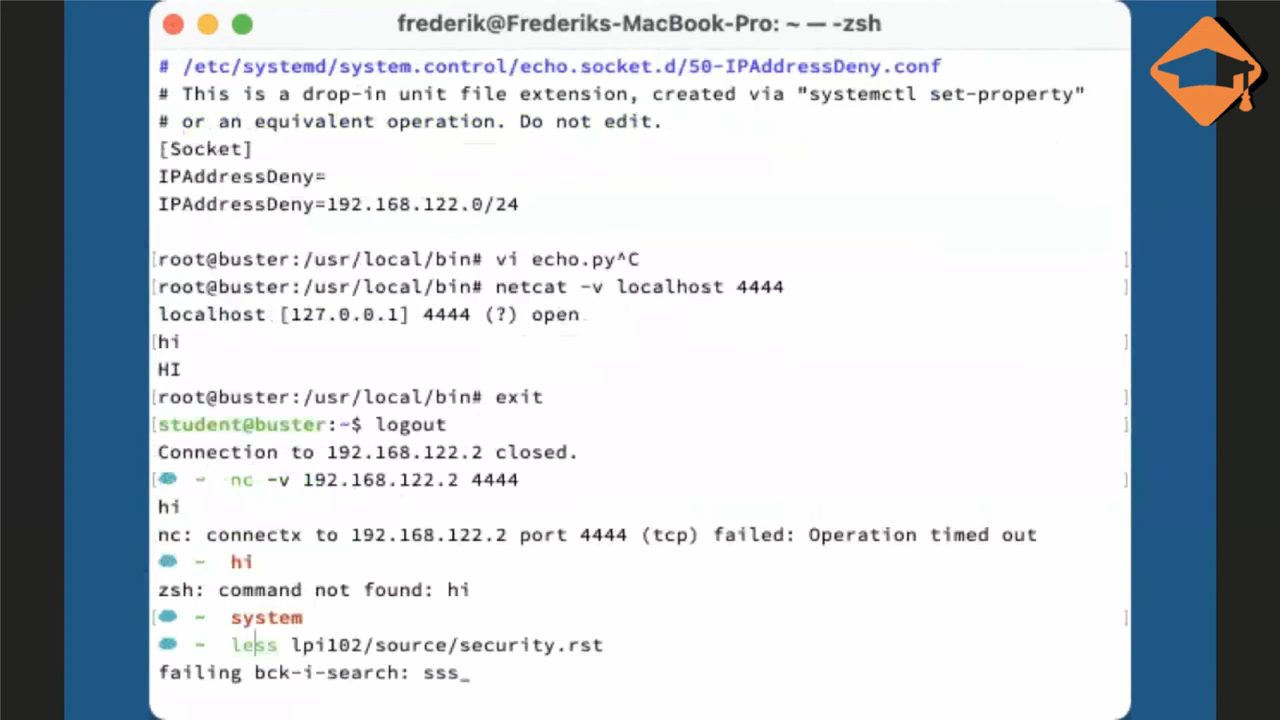 frederik@Frederiks-MacBook-Pro: ~ — -zsh
# /etc/systemd/system.control/echo.socket.d/50-IPAddressDeny.conf
# This is a drop-in unit file extension, created via "systemctl set-property"
# or an equivalent operation. Do not edit.
[Socket]
IPAddressDeny=
IPAddressDeny=192.168.122.0/24
[root@buster:/usr/local/bin# vi echo.py^C ]
[root@buster:/usr/local/bin# netcat -v localhost 4444 ]
localhost [127.0.0.1] 4444 (?) open
[hi ]
HI
[root@buster:/usr/local/bin# exit ]
[student@buster:~$ logout ]
Connection to 192.168.122.2 closed.
[ ~ nc -v 192.168.122.2 4444 ]
hi
nc: connectx to 192.168.122.2 port 4444 (tcp) failed: Operation timed out
~ hi
zsh: command not found: hi
[ ~ system ]
~ less lpi102/source/security.rst
failing bck-i-search: sss_